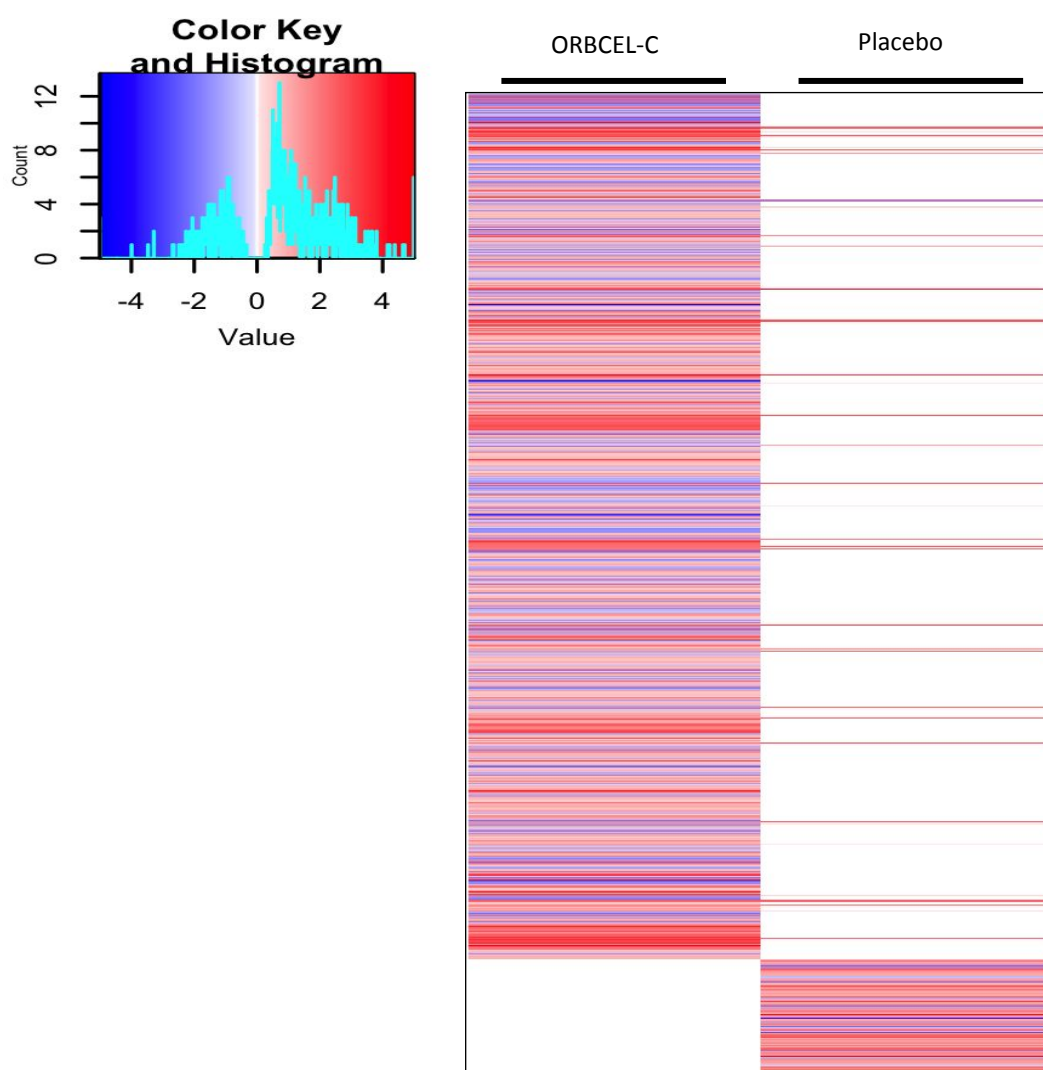 Color Key
and Histogram
ORBCEL-C
Placebo
12
8
4
0
Count
-4 -2 0 2 4
Value